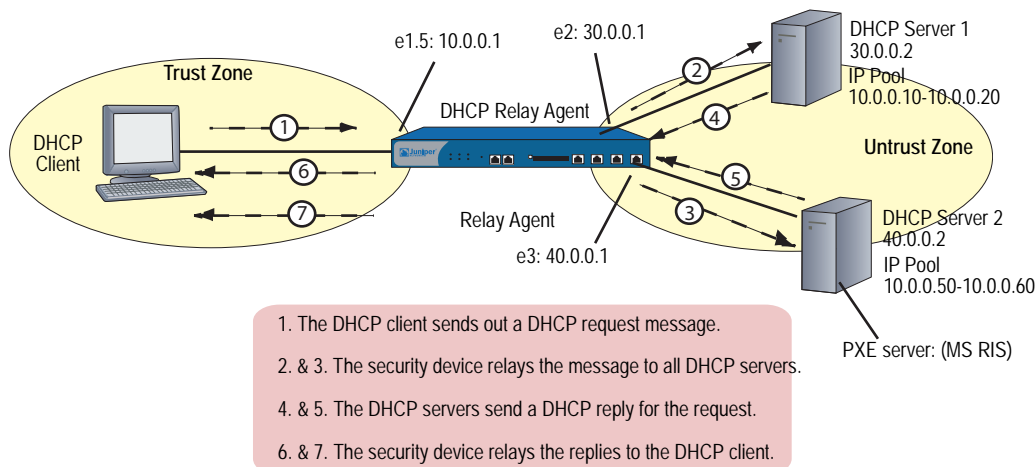 e1.5: 10.0.0.1
e2: 30.0.0.1
DHCP Server 1
30.0.0.2
IP Pool
10.0.0.10-10.0.0.20
Trust Zone
DHCP Relay Agent
2
4
DHCP
Client
1
6
7
Juniper
Untrust Zone
5
3
Relay Agent
e3: 40.0.0.1
DHCP Server 2
40.0.0.2
IP Pool
10.0.0.50-10.0.0.60
PXE server: (MS RIS)
1. The DHCP client sends out a DHCP request message.
2. & 3. The security device relays the message to all DHCP servers.
4. & 5. The DHCP servers send a DHCP reply for the request.
6. & 7. The security device relays the replies to the DHCP client.